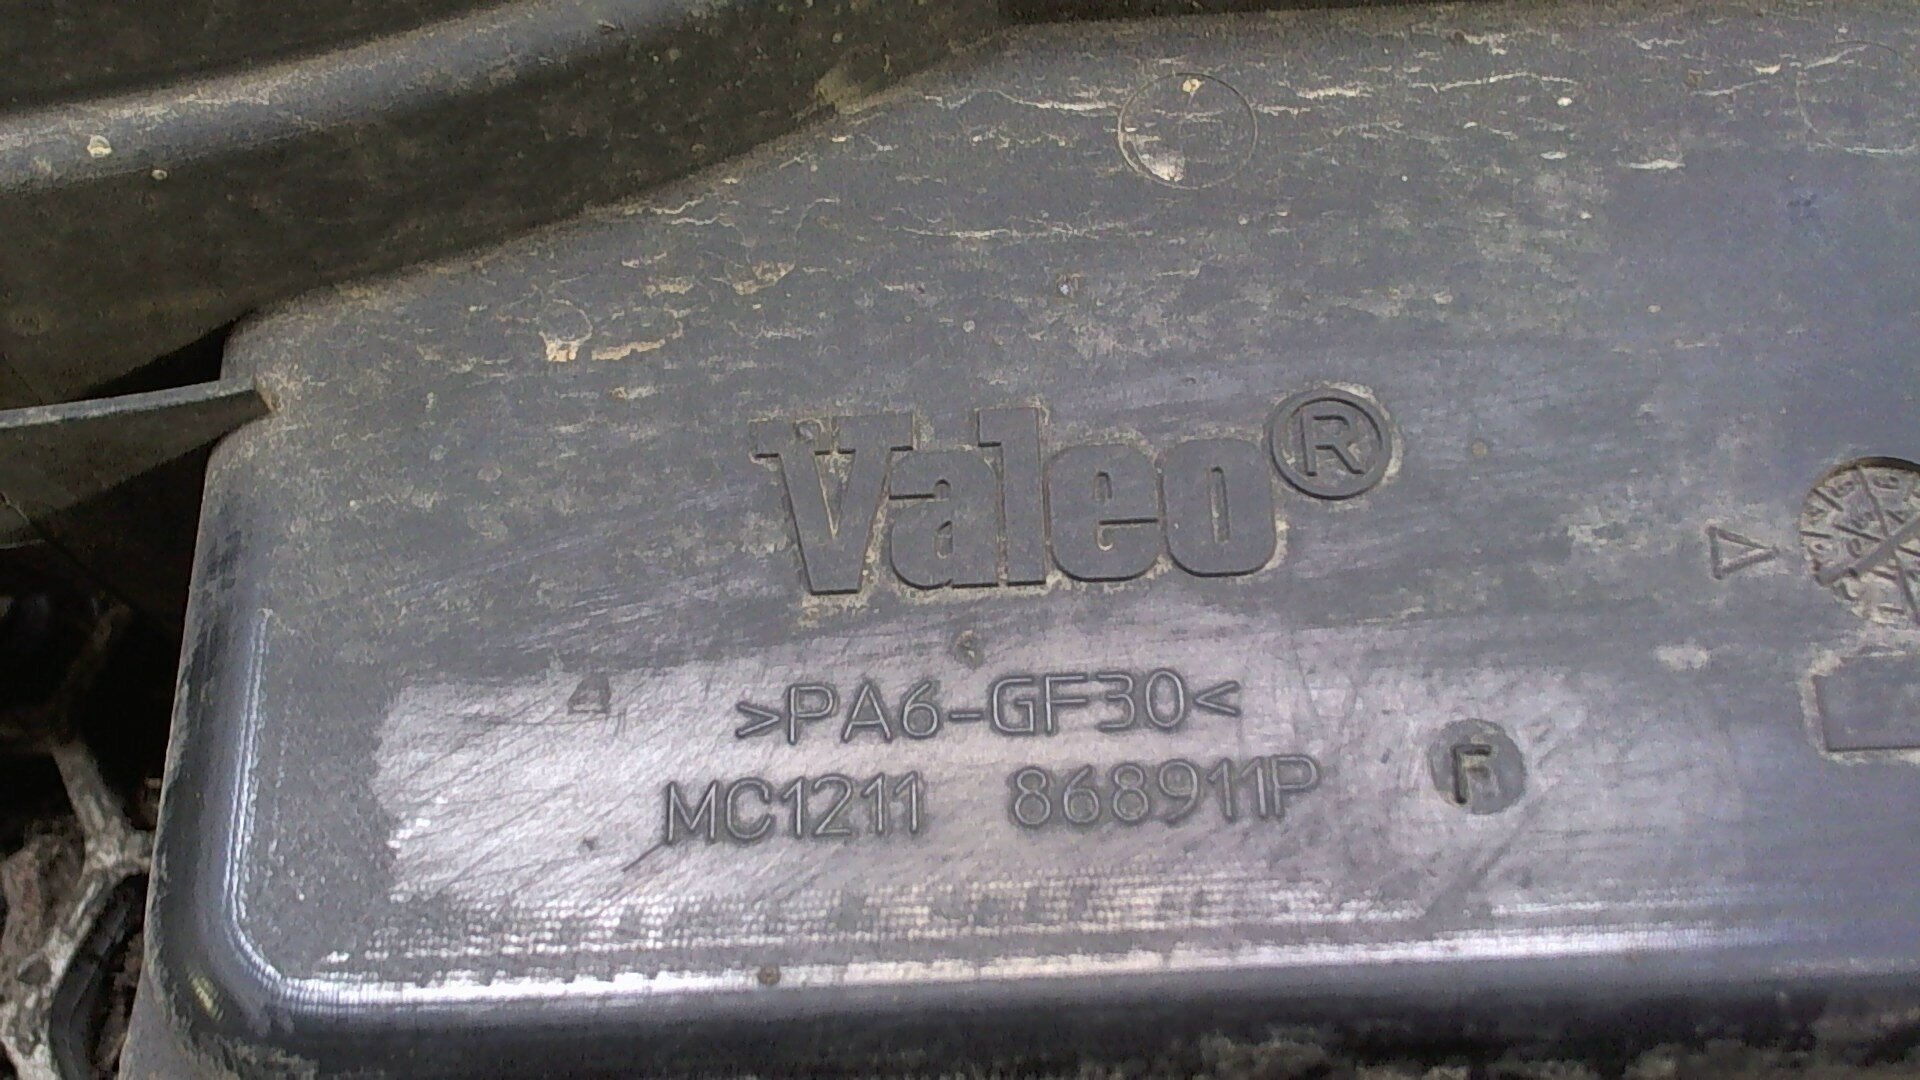 Valeo®
>PA6-GF30<
MC1211 868911P
F